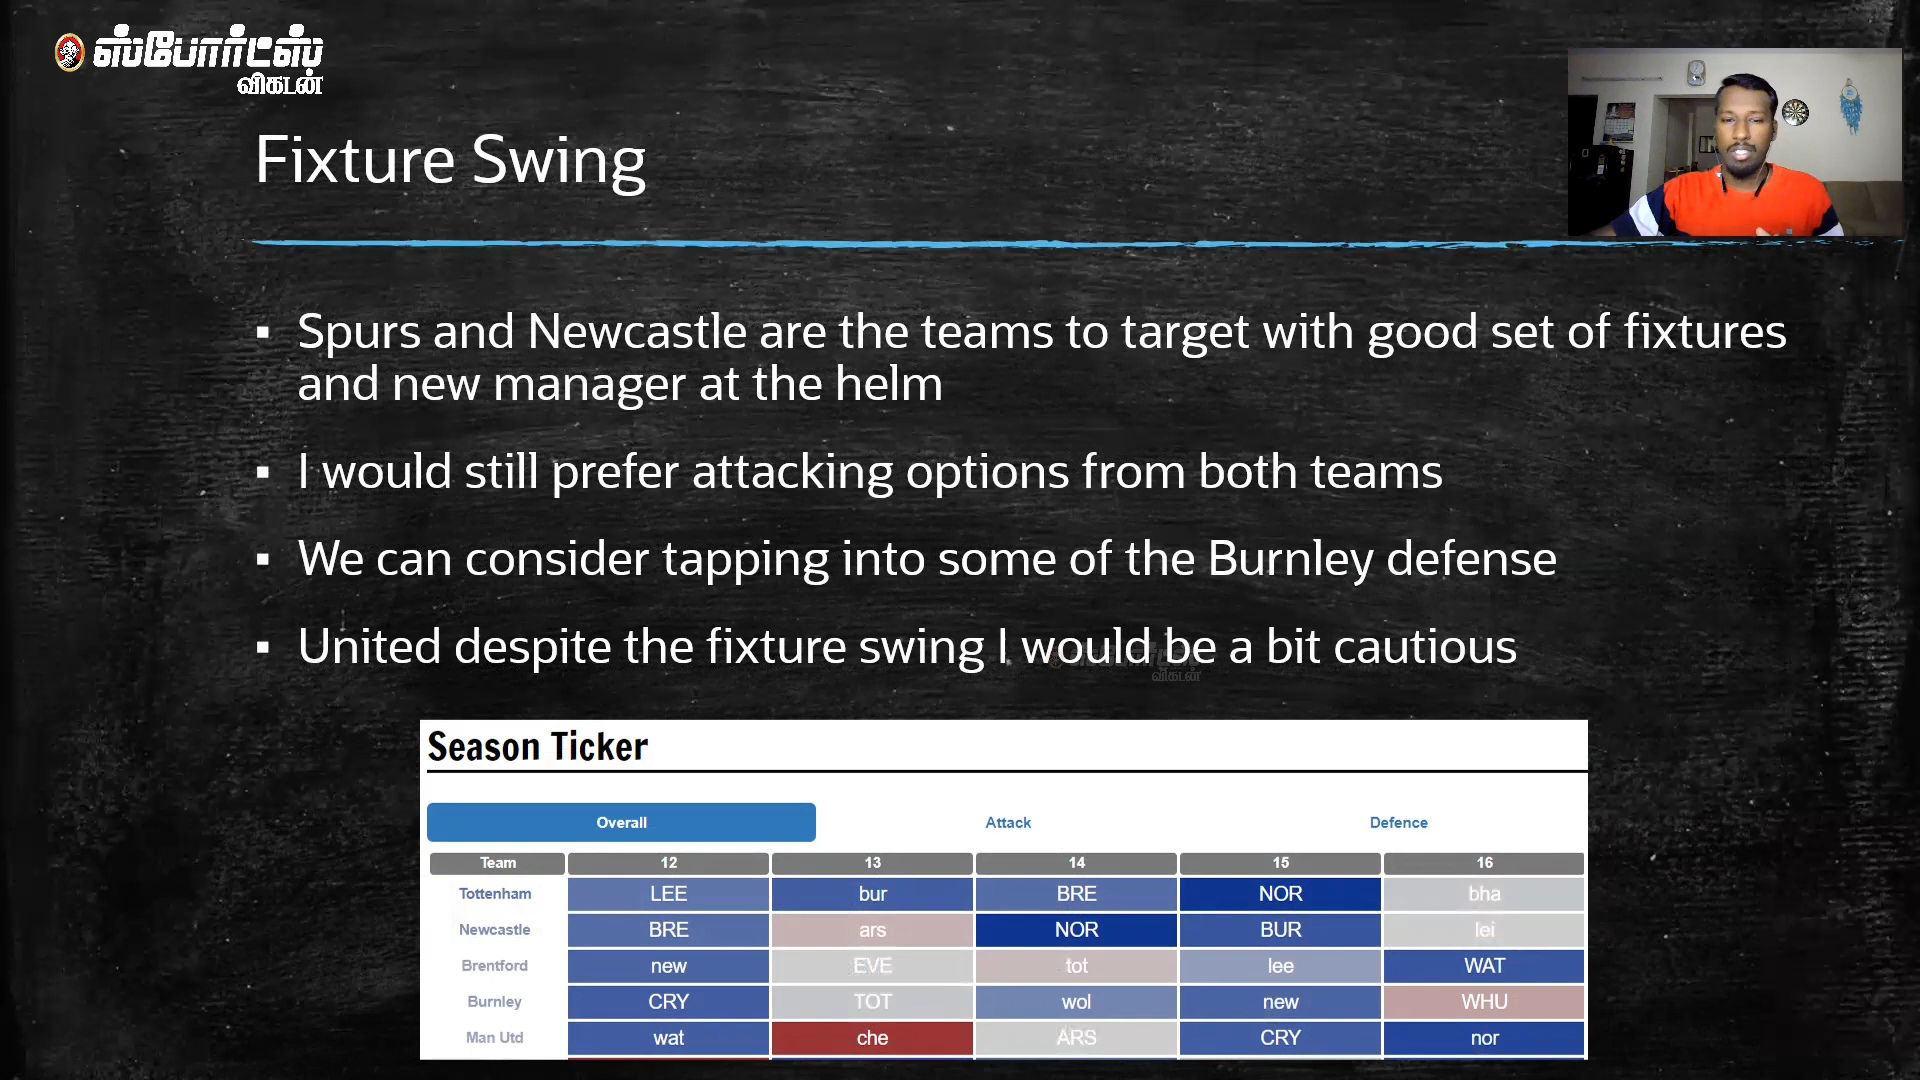 ஸ்போர்ட்ஸ்
விகடன்
Fixture Swing
▪ Spurs and Newcastle are the teams to target with good set of fixtures
and new manager at the helm
▪ I would still prefer attacking options from both teams
▪ We can consider tapping into some of the Burnley defense
▪ United despite the fixture swing I would be a bit cautious
ஸ்போர்ட்ஸ்
விகடன்
Season Ticker
Overall Attack Defence
Team 12 13 14 15 16
Tottenham LEE bur BRE NOR bha
Newcastle BRE ars NOR BUR lei
Brentford new EVE tot lee WAT
Burnley CRY TOT wol new WHU
Man Utd wat che ARS CRY nor